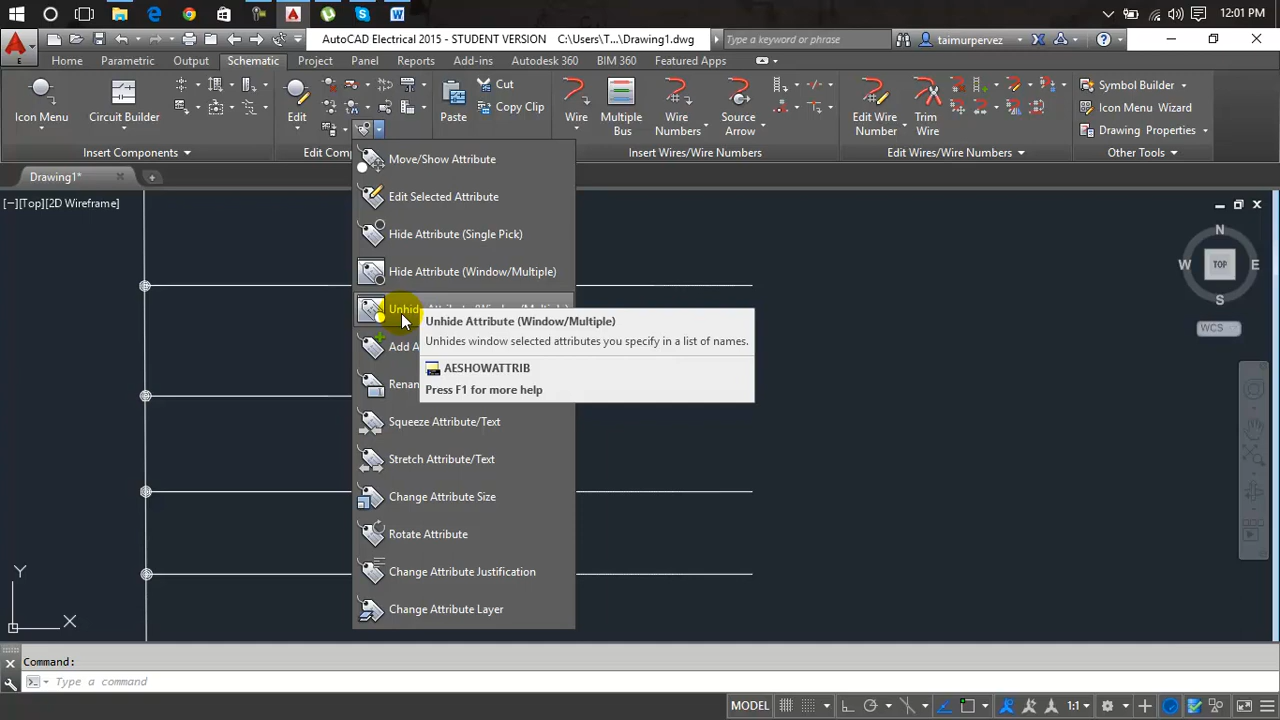 12:01 PM
AutoCAD Electrical 2015 - STUDENT VERSION C:\Users\T...\Drawing1.dwg
Type a keyword or phrase
taimurpervez
Home Parametric Output Schematic Project Panel Reports Add-ins Autodesk 360 BIM 360 Featured Apps
Icon Menu
Circuit Builder
Edit
Cut
Copy Clip
Paste
Wire
Multiple Bus
Wire Numbers
Source Arrow
Edit Wire Number
Trim Wire
Symbol Builder
Icon Menu Wizard
Drawing Properties
Insert Components
Edit Comp
Insert Wires/Wire Numbers
Edit Wires/Wire Numbers
Other Tools
Drawing1*
[−][Top][2D Wireframe]
Move/Show Attribute
Edit Selected Attribute
Hide Attribute (Single Pick)
Hide Attribute (Window/Multiple)
Unhid
Unhide Attribute (Window/Multiple)
Unhides window selected attributes you specify in a list of names.
AESHOWATTRIB
Press F1 for more help
Add A
Renan
Squeeze Attribute/Text
Stretch Attribute/Text
Change Attribute Size
Rotate Attribute
Change Attribute Justification
Change Attribute Layer
N
W TOP E
S
WCS
Y
X
Command:
Type a command
MODEL
1:1